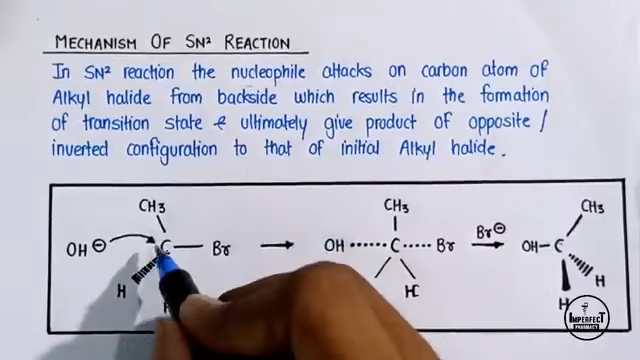 MECHANISM OF SN² REACTION
In SN² reaction the nucleophile attacks on carbon atom of
Alkyl halide from backside which results in the formation
of transition state & ultimately give product of opposite /
inverted configuration to that of initial Alkyl halide.
CH3 CH3 CH3
Br⊖
OH⊖ C Br OH C Br OH C
H H H
H
IMPERFECT
PHARMACY